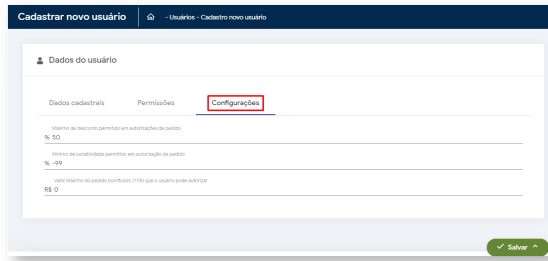 Cadastrar novo usuário - Usuários - Cadastro novo usuário
Dados do usuário
Dados cadastrais Permissões Configurações
Máximo de desconto permitido em autorizações de pedido
% 50
Mínimo de lucratividade permitido em autorização de pedido
% -99
Valor Máximo do pedido bonificado (TV5) que o usuário pode autorizar
R$ 0
Salvar